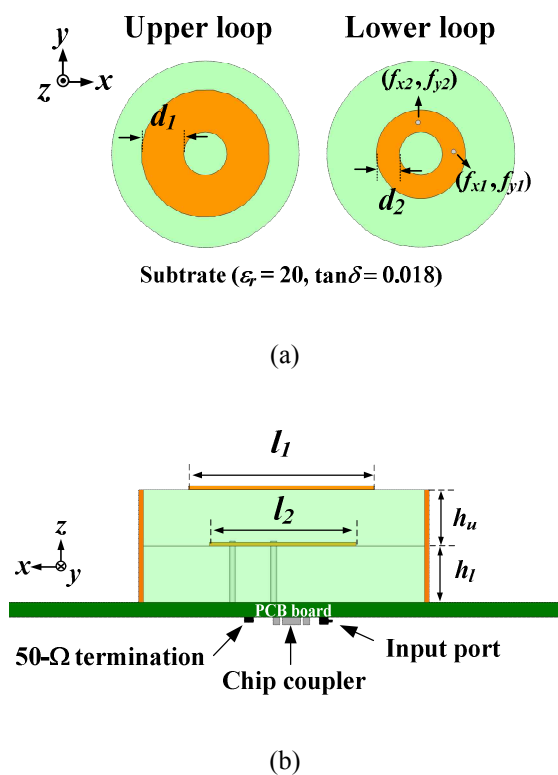 Upper loop
Lower loop
y
z
x
d1
(fx2, fy2)
d2
(fx1, fy1)
Subtrate (εr = 20, tanδ = 0.018)
(a)
l1
l2
hu
z
x
y
hl
PCB board
50-Ω termination
Input port
Chip coupler
(b)